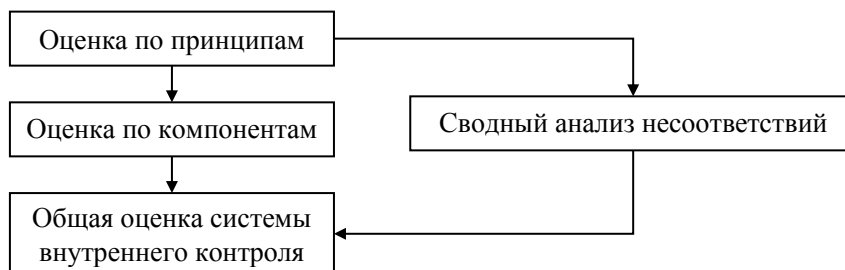 Оценка по принципам
Оценка по компонентам
Сводный анализ несоответствий
Общая оценка системы
внутреннего контроля